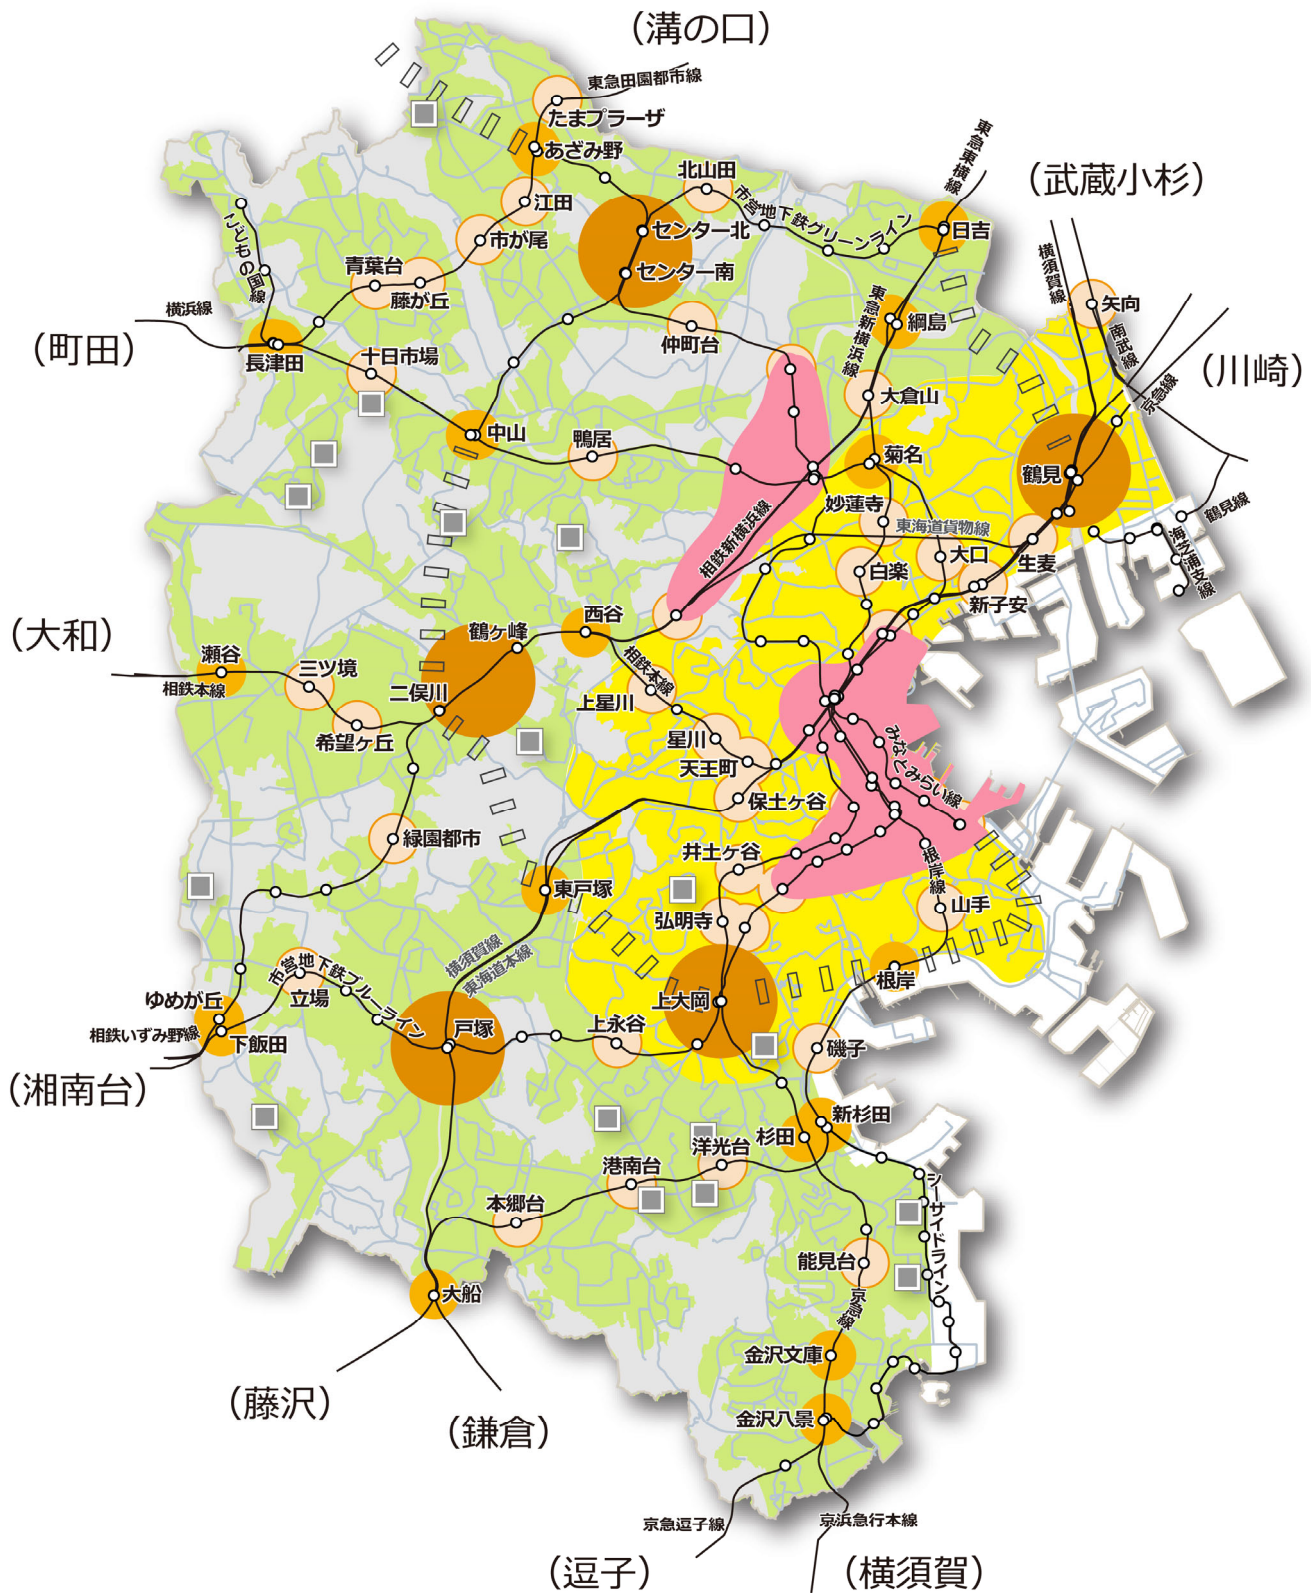 （溝の口）
東急田園都市線
たまプラーザ
あざみ野
東急東横線
北山田
（武蔵小杉）
市営地下鉄グリーンライン
江田
センター北
日吉
横須賀線
こどもの国線
市が尾
青葉台
センター南
藤が丘
矢向
横浜線
東急新横浜線
綱島
南武線
（町田）
長津田
十日市場
仲町台
（川崎）
京急線
大倉山
中山
鴨居
菊名
鶴見
妙蓮寺
東海道貨物線
鶴見線
相鉄新横浜線
大口
生麦
海芝浦支線
白楽
新子安
（大和）
鶴ヶ峰
西谷
瀬谷
三ツ境
相鉄本線
相鉄本線
二俣川
上星川
希望ヶ丘
星川
みなとみらい線
天王町
保土ヶ谷
緑園都市
井土ヶ谷
根岸線
東戸塚
弘明寺
山手
横須賀線
東海道本線
市営地下鉄ブルーライン
立場
根岸
ゆめが丘
上大岡
相鉄いずみ野線
下飯田
戸塚
上永谷
磯子
（湘南台）
新杉田
杉田
洋光台
港南台
シーサイドライン
本郷台
能見台
大船
京急線
金沢文庫
（藤沢）
金沢八景
（鎌倉）
京急逗子線
京浜急行本線
（逗子）
（横須賀）